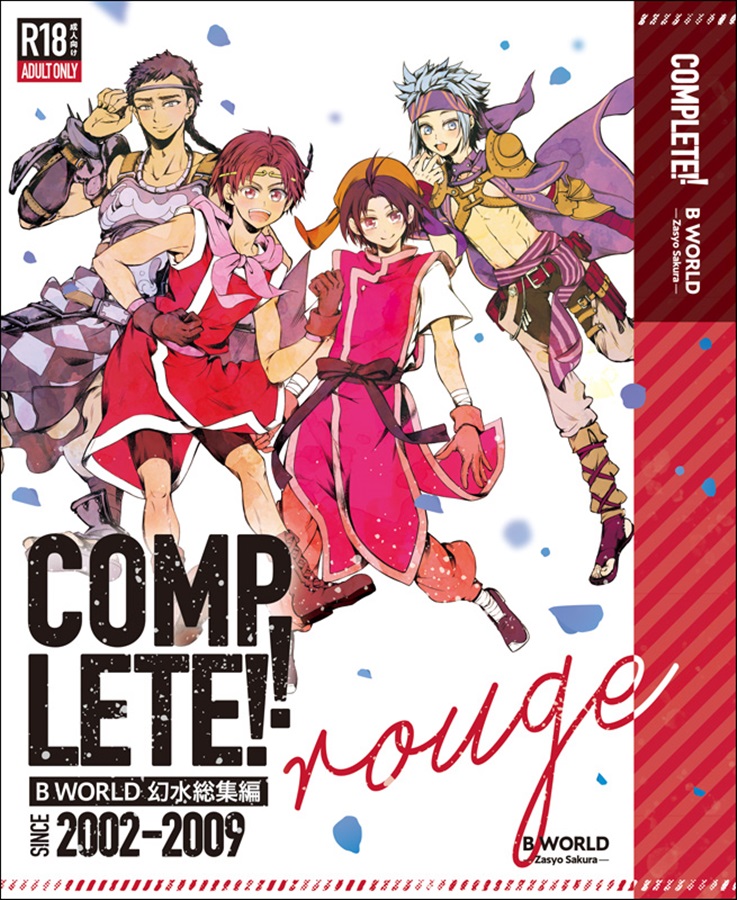 R18
成人向け
ADULT ONLY
COMP
LETE!!
rouge
B WORLD 幻水総集編
SINCE
2002-2009
B WORLD
—Zasyo Sakura—
COMPLETE!!
B WORLD
—Zasyo Sakura—